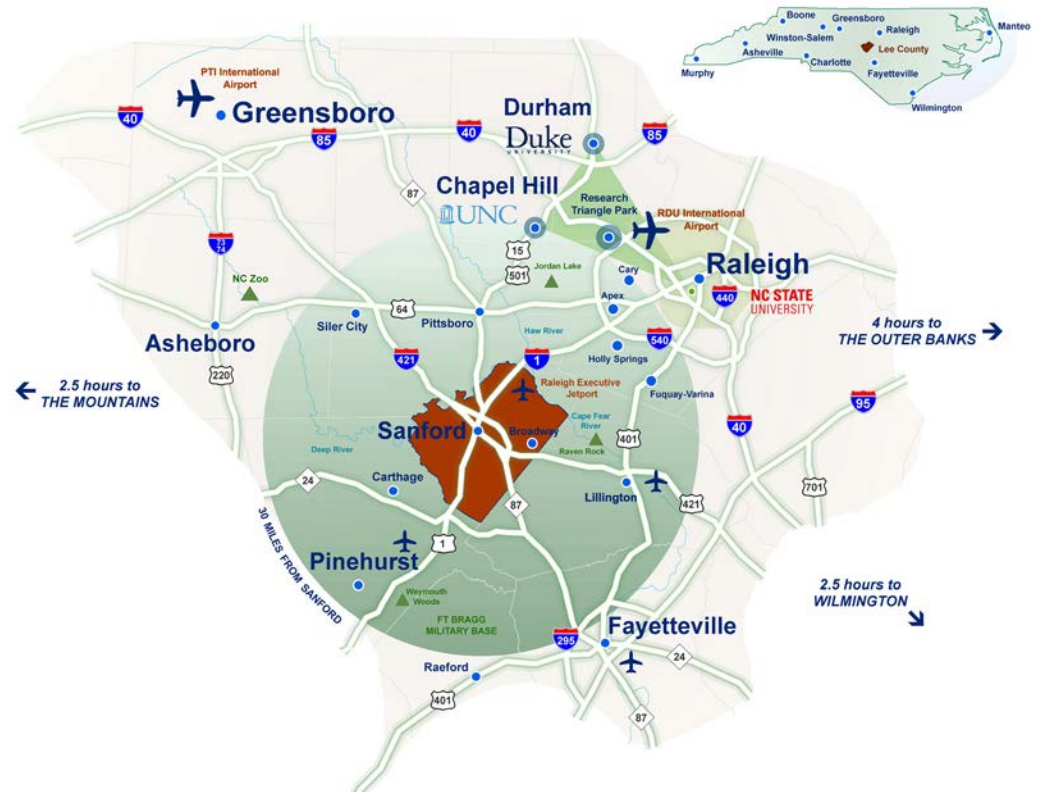 Boone
Greensboro
Raleigh
Manteo
Winston-Salem
Lee County
Asheville
Charlotte
Fayetteville
Murphy
Wilmington
PTI International
Airport
Greensboro
40
85
40
85
Durham
Duke
UNIVERSITY
87
Chapel Hill
UNC
Research
Triangle Park
RDU International
Airport
15
501
73
74
NC Zoo
Jordan Lake
Cary
Raleigh
440
NC STATE
UNIVERSITY
Apex
64
Siler City
Pittsboro
Haw River
540
Asheboro
4 hours to
THE OUTER BANKS
Holly Springs
421
1
220
2.5 hours to
THE MOUNTAINS
Raleigh Executive
Jetport
Fuquay-Varina
95
Cape Fear
River
40
Sanford
Broadway
401
Raven Rock
Deep River
Carthage
24
Lillington
701
87
421
30 MILES FROM SANFORD
1
Pinehurst
2.5 hours to
WILMINGTON
Weymouth
Woods
FT BRAGG
MILITARY BASE
295
Fayetteville
24
Raeford
401
87